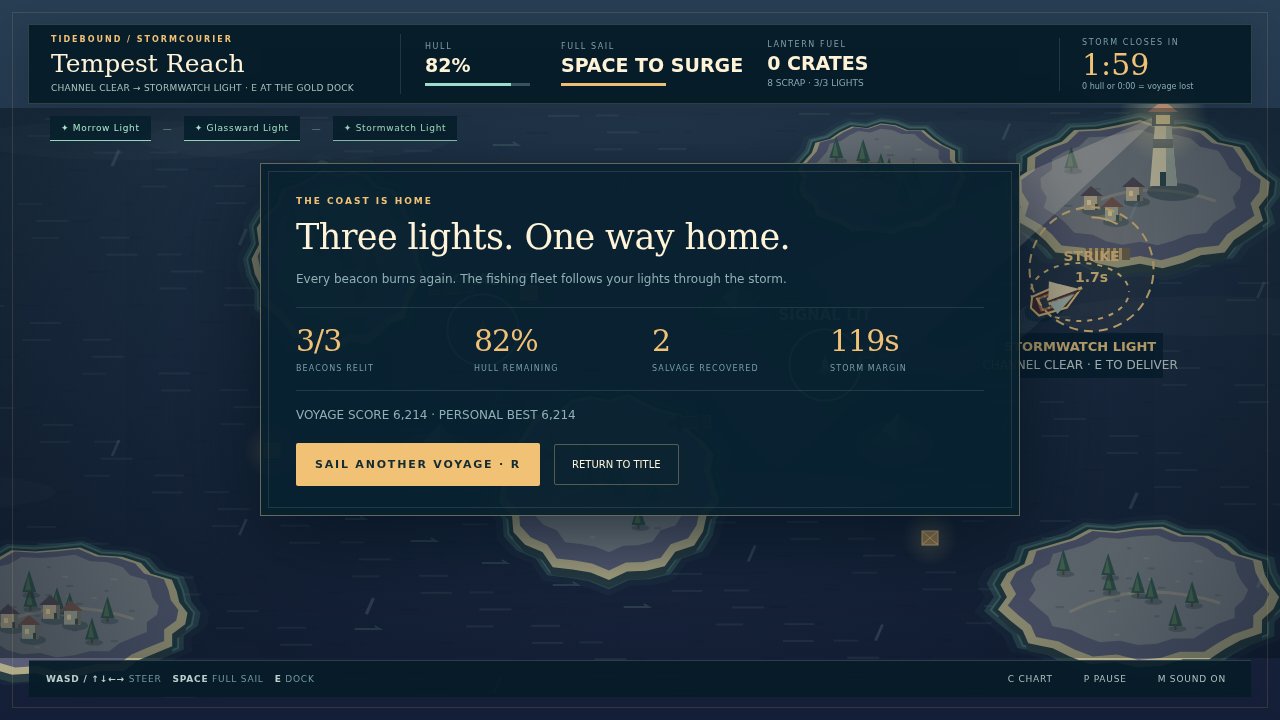 TIDEBOUND / STORMCOURIER
Tempest Reach
CHANNEL CLEAR → STORMWATCH LIGHT · E AT THE GOLD DOCK
HULL
82%
FULL SAIL
SPACE TO SURGE
LANTERN FUEL
0 CRATES
8 SCRAP · 3/3 LIGHTS
STORM CLOSES IN
1:59
0 hull or 0:00 = voyage lost
✦ Morrow Light — ✦ Glassward Light — ✦ Stormwatch Light
THE COAST IS HOME
Three lights. One way home.
Every beacon burns again. The fishing fleet follows your lights through the storm.
SIGNAL LIT
3/3
BEACONS RELIT
82%
HULL REMAINING
2
SALVAGE RECOVERED
119s
STORM MARGIN
VOYAGE SCORE 6,214 · PERSONAL BEST 6,214
SAIL ANOTHER VOYAGE · R
RETURN TO TITLE
STRIKE
1.7s
STORMWATCH LIGHT
CHANNEL CLEAR · E TO DELIVER
WASD / ↑↓←→ STEER SPACE FULL SAIL E DOCK
C CHART P PAUSE M SOUND ON